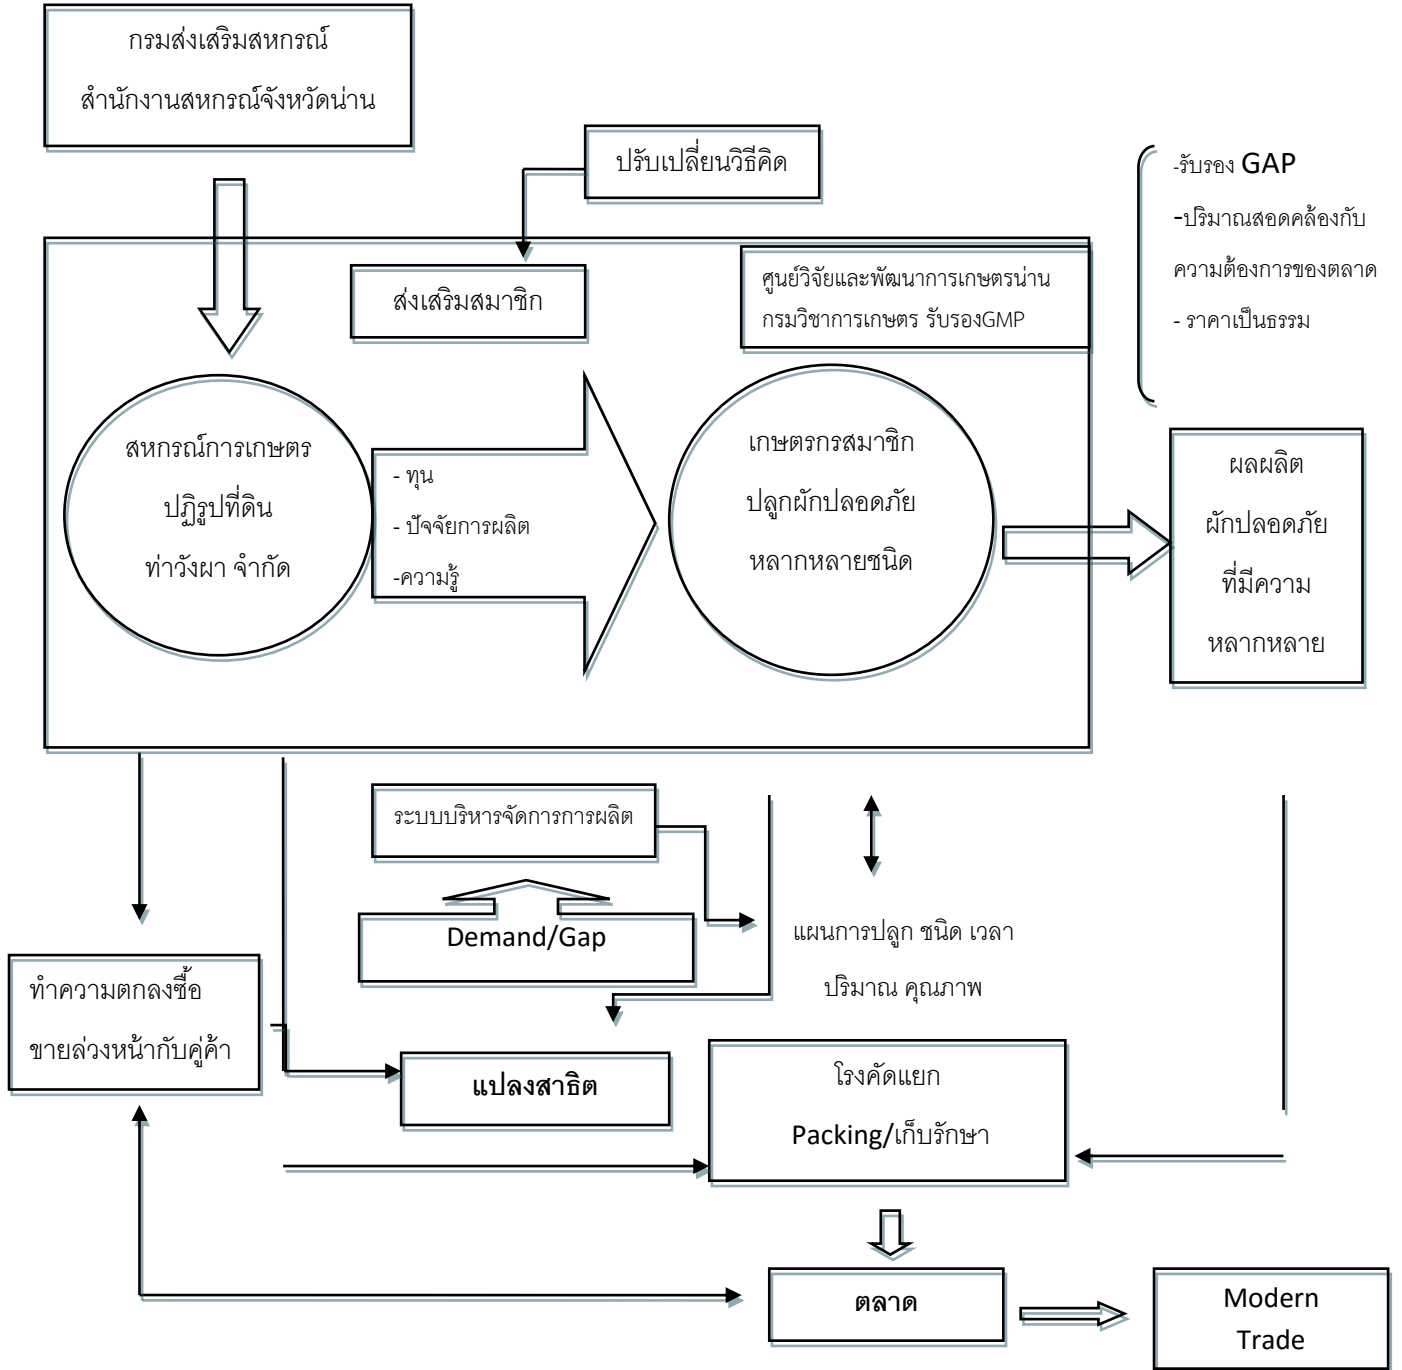 กรมส่งเสริมสหกรณ์
สำนักงานสหกรณ์จังหวัดน่าน
ปรับเปลี่ยนวิธีคิด
-รับรอง GAP
-ปริมาณสอดคล้องกับ
ความต้องการของตลาด
- ราคาเป็นธรรม
ส่งเสริมสมาชิก
ศูนย์วิจัยและพัฒนาการเกษตรน่าน
กรมวิชาการเกษตร รับรองGMP
สหกรณ์การเกษตร
ปฏิรูปที่ดิน
ท่าวังผา จำกัด
- ทุน
- ปัจจัยการผลิต
-ความรู้
เกษตรกรสมาชิก
ปลูกผักปลอดภัย
หลากหลายชนิด
ผลผลิต
ผักปลอดภัย
ที่มีความ
หลากหลาย
ระบบบริหารจัดการการผลิต
Demand/Gap
แผนการปลูก ชนิด เวลา
ปริมาณ คุณภาพ
ทำความตกลงซื้อ
ขายล่วงหน้ากับคู่ค้า
แปลงสาธิต
โรงคัดแยก
Packing/เก็บรักษา
ตลาด
Modern
Trade